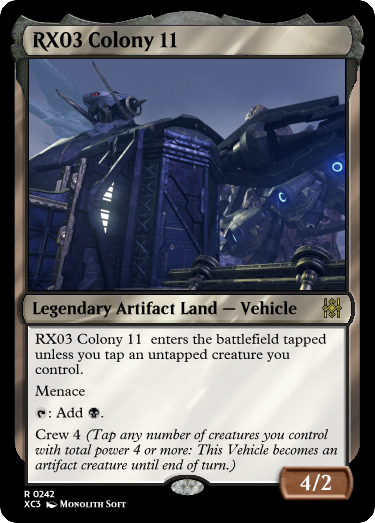 RX03 Colony 11
Legendary Artifact Land — Vehicle
RX03 Colony 11 enters the battlefield tapped
unless you tap an untapped creature you
control.
Menace
: Add .
Crew 4 (Tap any number of creatures you control
with total power 4 or more: This Vehicle becomes an
artifact creature until end of turn.)
4/2
R 0242
XC3 Monolith Soft